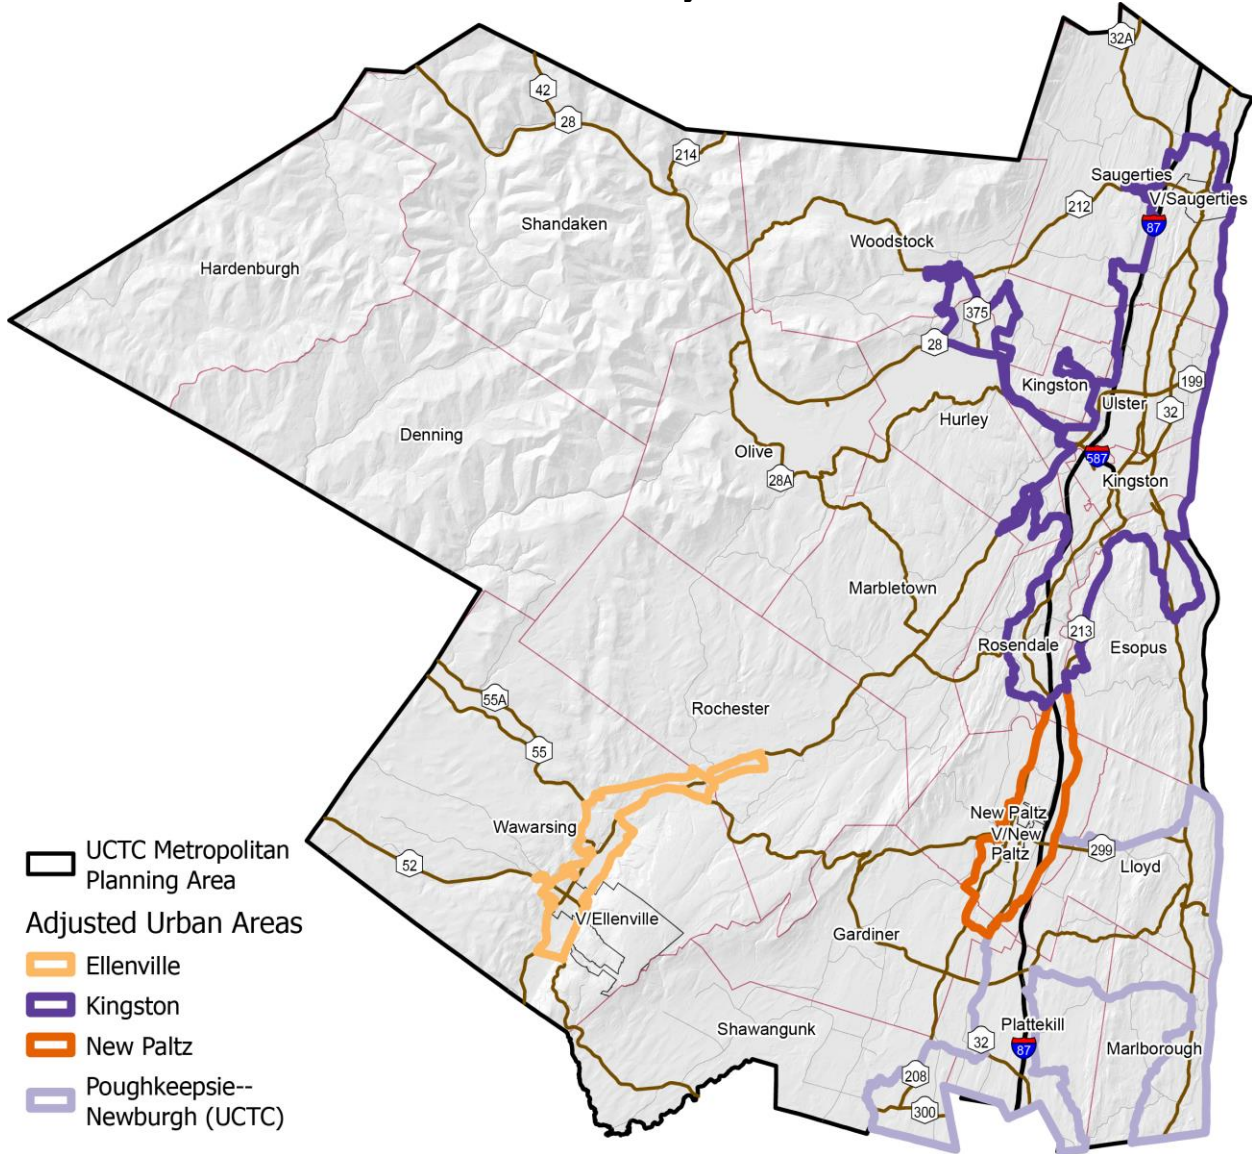 32A
42
28
214
Saugerties
V/Saugerties
212
87
Shandaken
Woodstock
Hardenburgh
375
28
Kingston
199
Ulster
32
Hurley
Denning
Olive
28A
587
Kingston
Marbletown
213
Rosendale
Esopus
55A
Rochester
55
New Paltz
V/New
Paltz
Wawarsing
299
Lloyd
52
V/Ellenville
Gardiner
Shawangunk
Plattekill
32
87
Marlborough
208
300
UCTC Metropolitan
Planning Area
Adjusted Urban Areas
Ellenville
Kingston
New Paltz
Poughkeepsie--
Newburgh (UCTC)